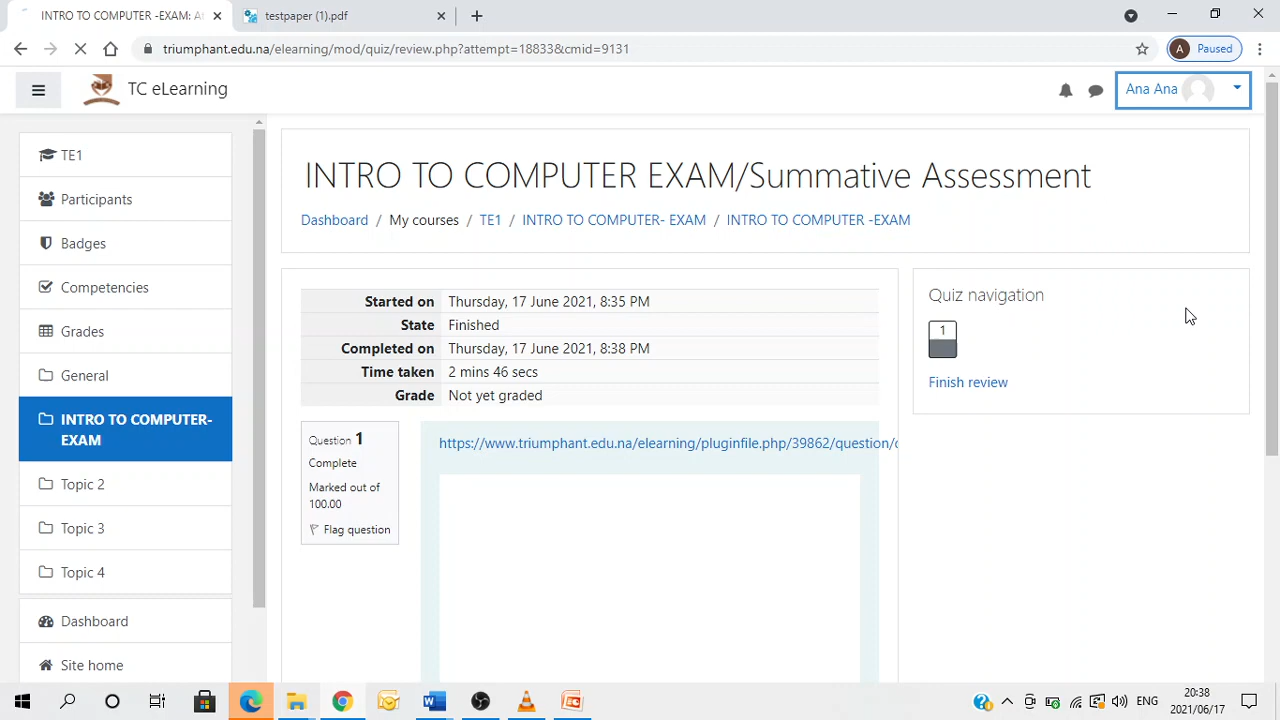 INTRO TO COMPUTER -EXAM: A
testpaper (1).pdf
triumphant.edu.na/elearning/mod/quiz/review.php?attempt=18833&cmid=9131
A Paused
TC eLearning
Ana Ana
TE1
Participants
Badges
Competencies
Grades
General
INTRO TO COMPUTER-
EXAM
Topic 2
Topic 3
Topic 4
Dashboard
Site home
INTRO TO COMPUTER EXAM/Summative Assessment
Dashboard / My courses / TE1 / INTRO TO COMPUTER- EXAM / INTRO TO COMPUTER -EXAM
Started on Thursday, 17 June 2021, 8:35 PM
State Finished
Completed on Thursday, 17 June 2021, 8:38 PM
Time taken 2 mins 46 secs
Grade Not yet graded
Question 1
Complete
Marked out of
100.00
Flag question
https://www.triumphant.edu.na/elearning/pluginfile.php/39862/question/
Quiz navigation
1
Finish review
ENG
20:38
2021/06/17